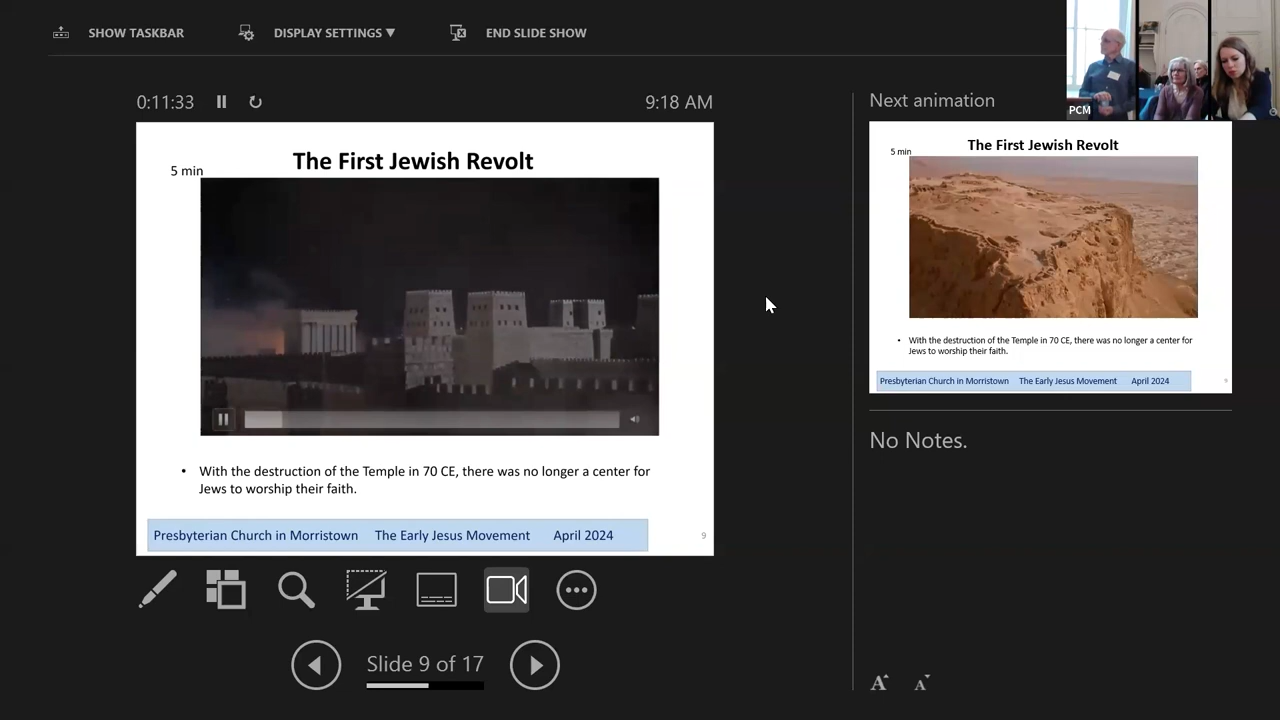 SHOW TASKBAR
DISPLAY SETTINGS ▼
END SLIDE SHOW
PCM
0:11:33
9:18 AM
The First Jewish Revolt
5 min
With the destruction of the Temple in 70 CE, there was no longer a center for
Jews to worship their faith.
Presbyterian Church in Morristown The Early Jesus Movement April 2024
9
Slide 9 of 17
Next animation
The First Jewish Revolt
5 min
With the destruction of the Temple in 70 CE, there was no longer a center for
Jews to worship their faith.
Presbyterian Church in Morristown The Early Jesus Movement April 2024
9
No Notes.
A A